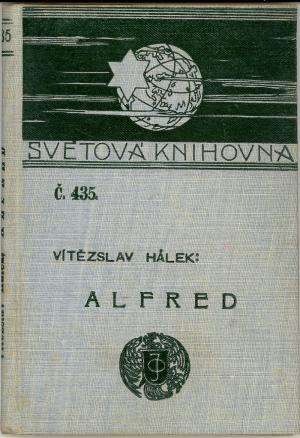 SVĚTOVÁ KNIHOVNA
Č. 435.
VÍTĚZSLAV HÁLEK:
ALFRED